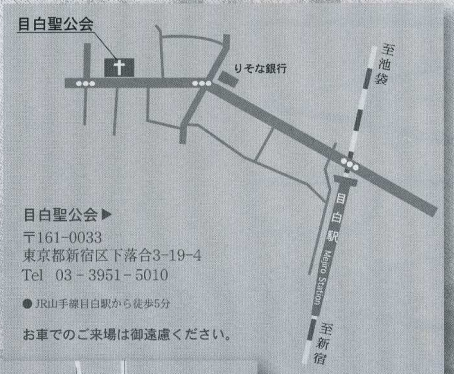 目白聖公会
りそな銀行
至池袋
目白駅
Mejiro Station
至新宿
目白聖公会▶
〒161-0033
東京都新宿区下落合3-19-4
Tel 03-3951-5010
●JR山手線目白駅から徒歩5分
お車でのご来場は御遠慮ください。